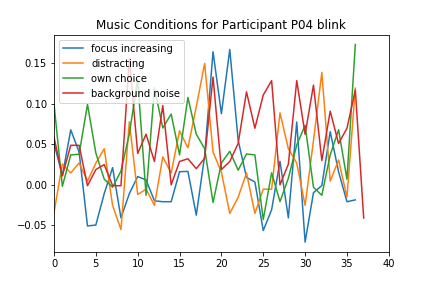 Music Conditions for Participant P04 blink
focus increasing
distracting
own choice
background noise
0.15
0.10
0.05
0.00
−0.05
0 5 10 15 20 25 30 35 40